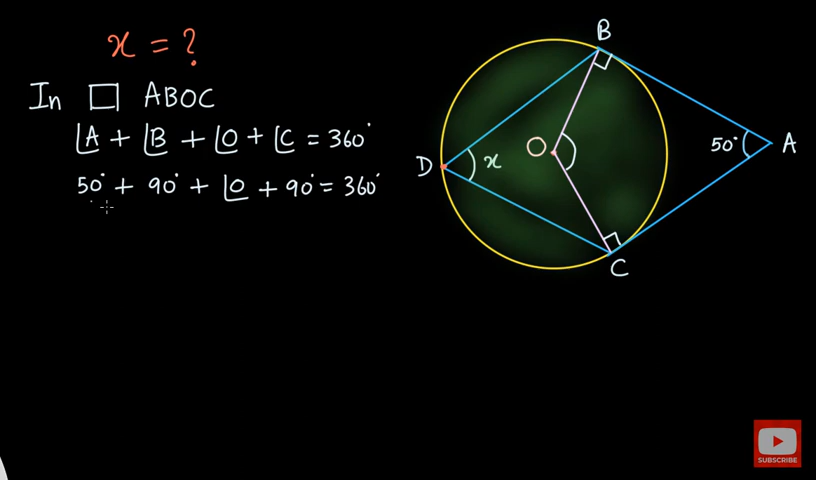 x = ?
In □ ABOC
∠A + ∠B + ∠O + ∠C = 360°
50° + 90° + ∠O + 90° = 360°
B
O
50°
A
D
x
C
SUBSCRIBE